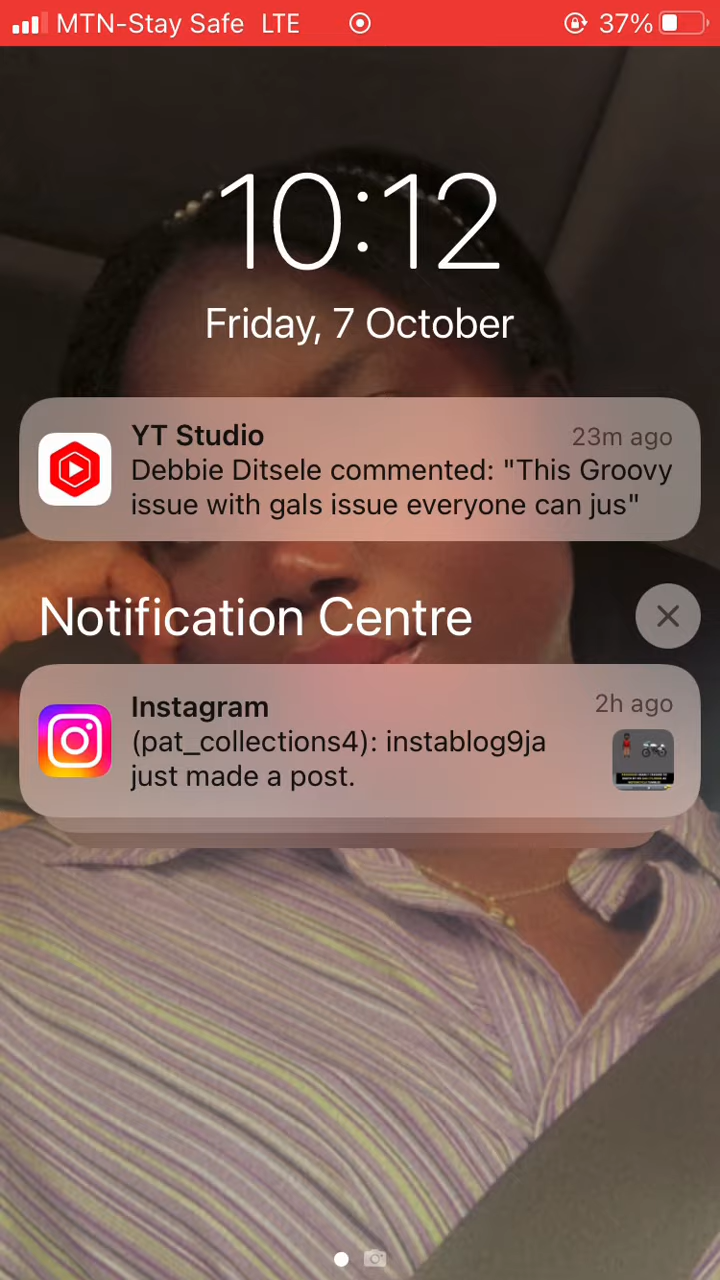 MTN-Stay Safe LTE 37%
10:12
Friday, 7 October
YT Studio 23m ago
Debbie Ditsele commented: "This Groovy
issue with gals issue everyone can jus"
Notification Centre
Instagram 2h ago
(pat_collections4): instablog9ja
just made a post.